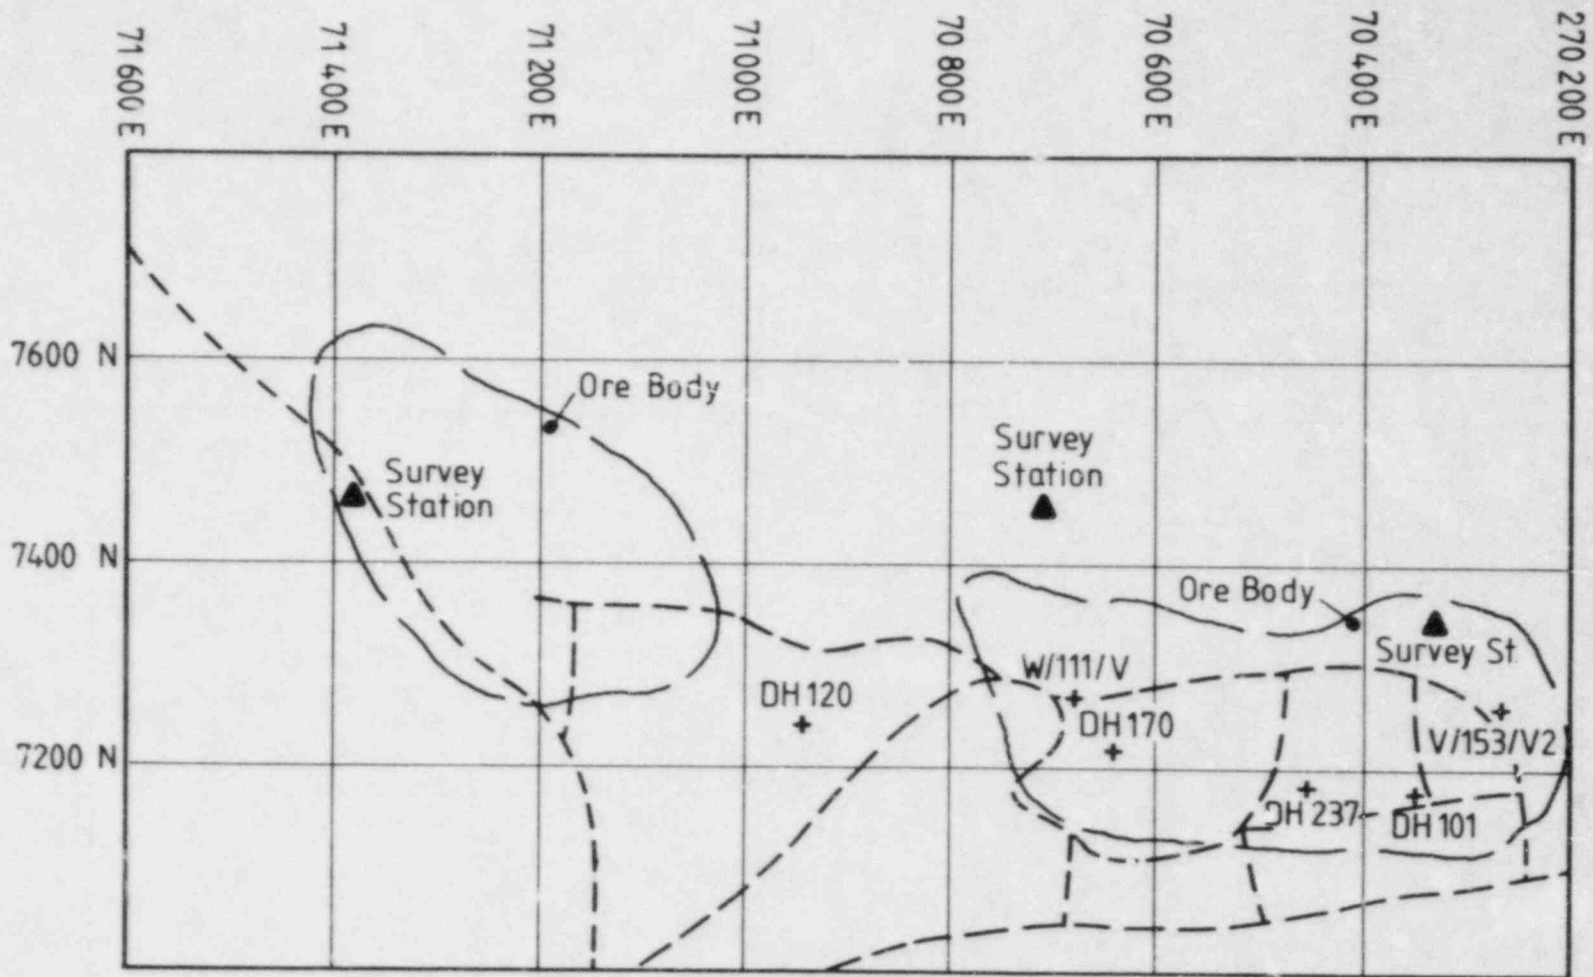 71 600 E
71 400 E
71 200 E
71000 E
70 800 E
70 600 E
70 400 E
270 200 E
7600 N
Ore Body
Survey
Station
Survey
Station
7400 N
Ore Body
Survey St
W/111/V
DH 120
DH 170
V/153/V2
7200 N
DH 237
DH 101